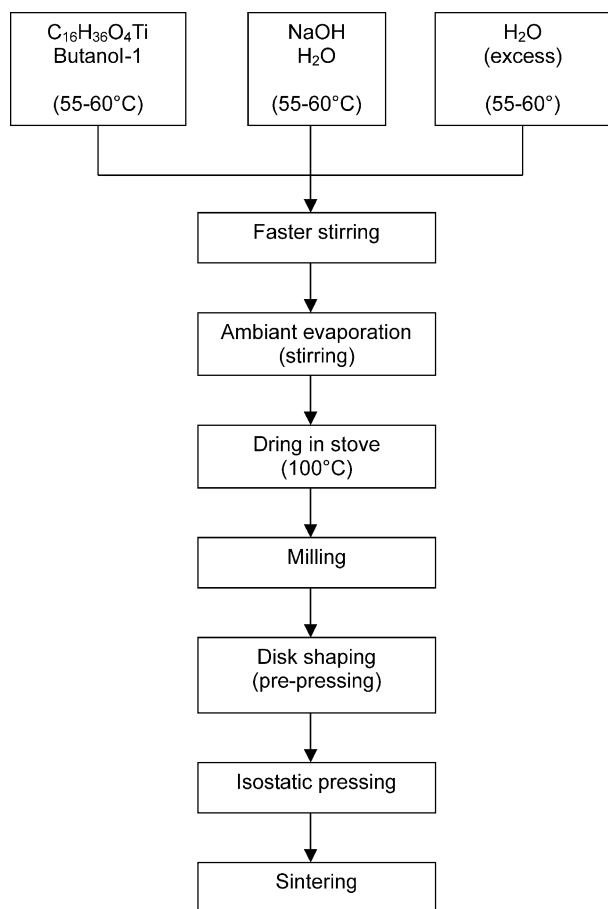 C₁₆H₃₆O₄Ti
Butanol-1
(55-60°C)
NaOH
H₂O
(55-60°C)
H₂O
(excess)
(55-60°)
Faster stirring
Ambiant evaporation
(stirring)
Dring in stove
(100°C)
Milling
Disk shaping
(pre-pressing)
Isostatic pressing
Sintering